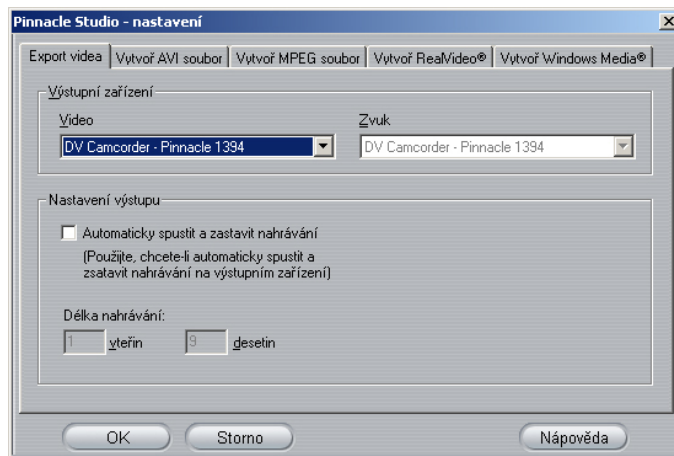 Pinnacle Studio - nastavení
Export videa Vytvoř AVI soubor Vytvoř MPEG soubor Vytvoř RealVideo® Vytvoř Windows Media®
Výstupní zařízení
Video Zvuk
DV Camcorder - Pinnacle 1394 DV Camcorder - Pinnacle 1394
Nastavení výstupu
Automaticky spustit a zastavit nahrávání
(Použijte, chcete-li automaticky spustit a
zsatavit nahrávání na výstupním zařízení)
Délka nahrávání:
1 vteřin 9 desetin
OK Storno Nápověda